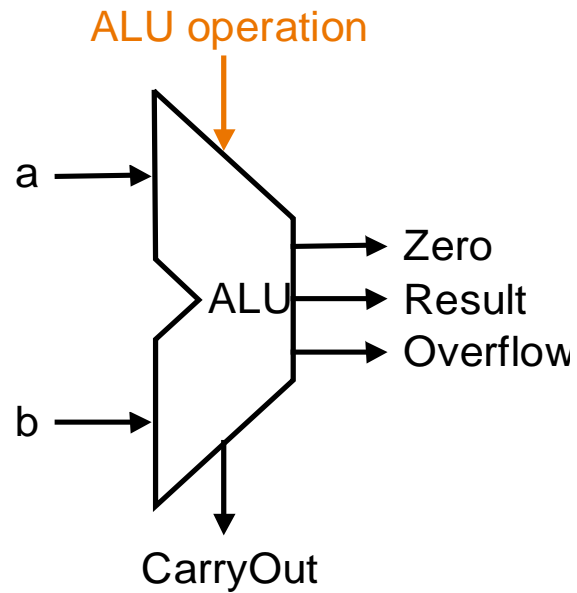 ALU operation
a
Zero
ALU
Result
Overflow
b
CarryOut